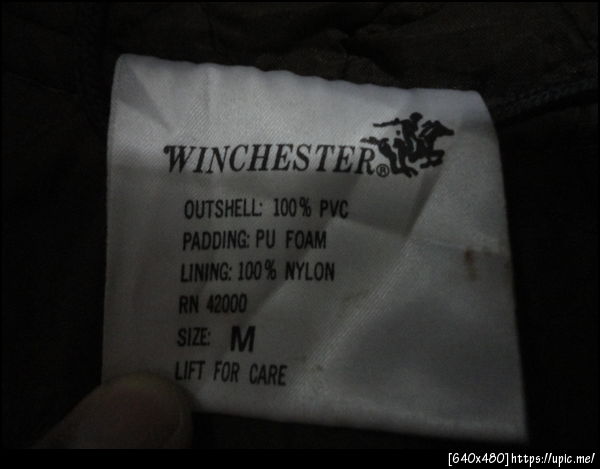 WINCHESTER®
OUTSHELL: 100% PVC
PADDING: PU FOAM
LINING: 100% NYLON
RN 42000
SIZE: M
LIFT FOR CARE
[640x480]https://upic.me/